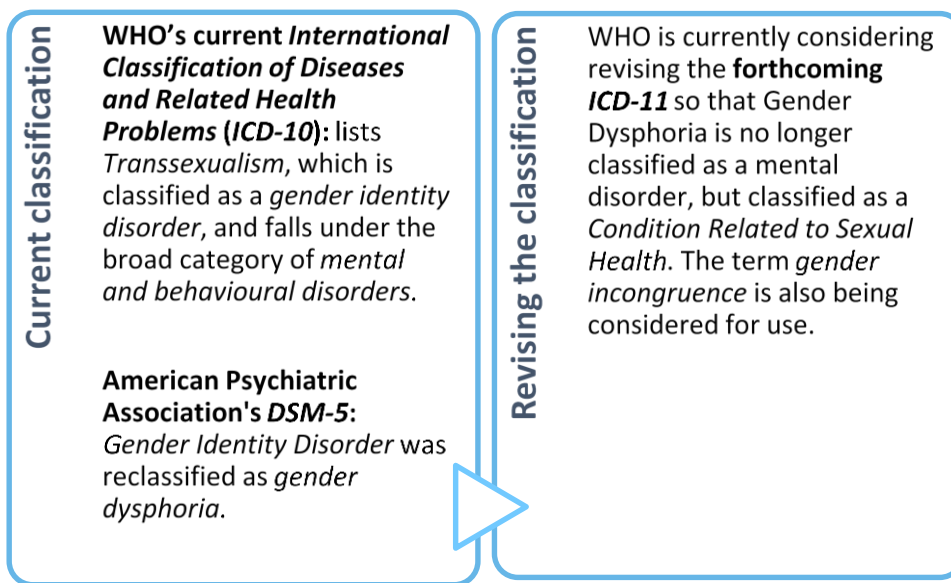 Current classification
WHO's current International
Classification of Diseases
and Related Health
Problems (ICD-10): lists
Transsexualism, which is
classified as a gender identity
disorder, and falls under the
broad category of mental
and behavioural disorders.
American Psychiatric
Association's DSM-5:
Gender Identity Disorder was
reclassified as gender
dysphoria.
Revising the classification
WHO is currently considering
revising the forthcoming
ICD-11 so that Gender
Dysphoria is no longer
classified as a mental
disorder, but classified as a
Condition Related to Sexual
Health. The term gender
incongruence is also being
considered for use.